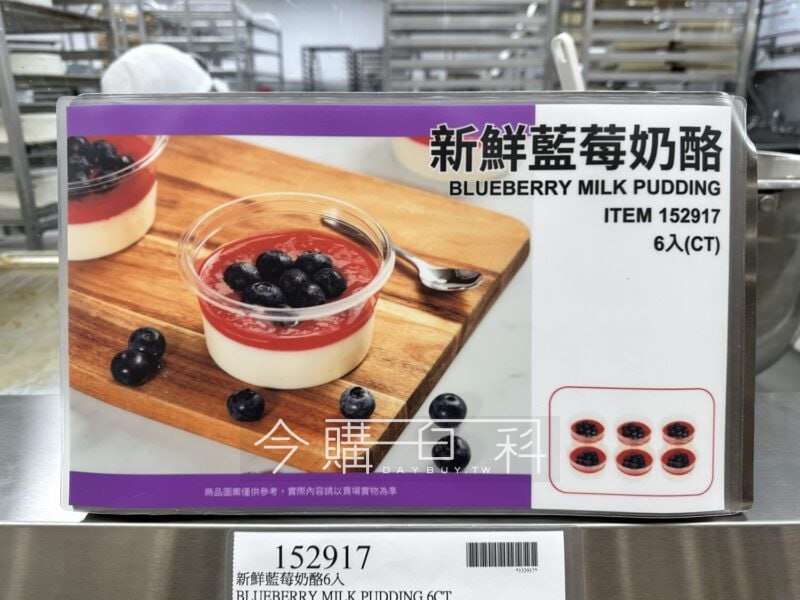 新鮮藍莓奶酪
BLUEBERRY MILK PUDDING
ITEM 152917
6入(CT)
今購百科
DAYBUY.TW
商品圖素僅供參考，實際內容請以賣場實物為準
152917
*152917*
新鮮藍莓奶酪6入
BLUEBERRY MILK PUDDING 6CT